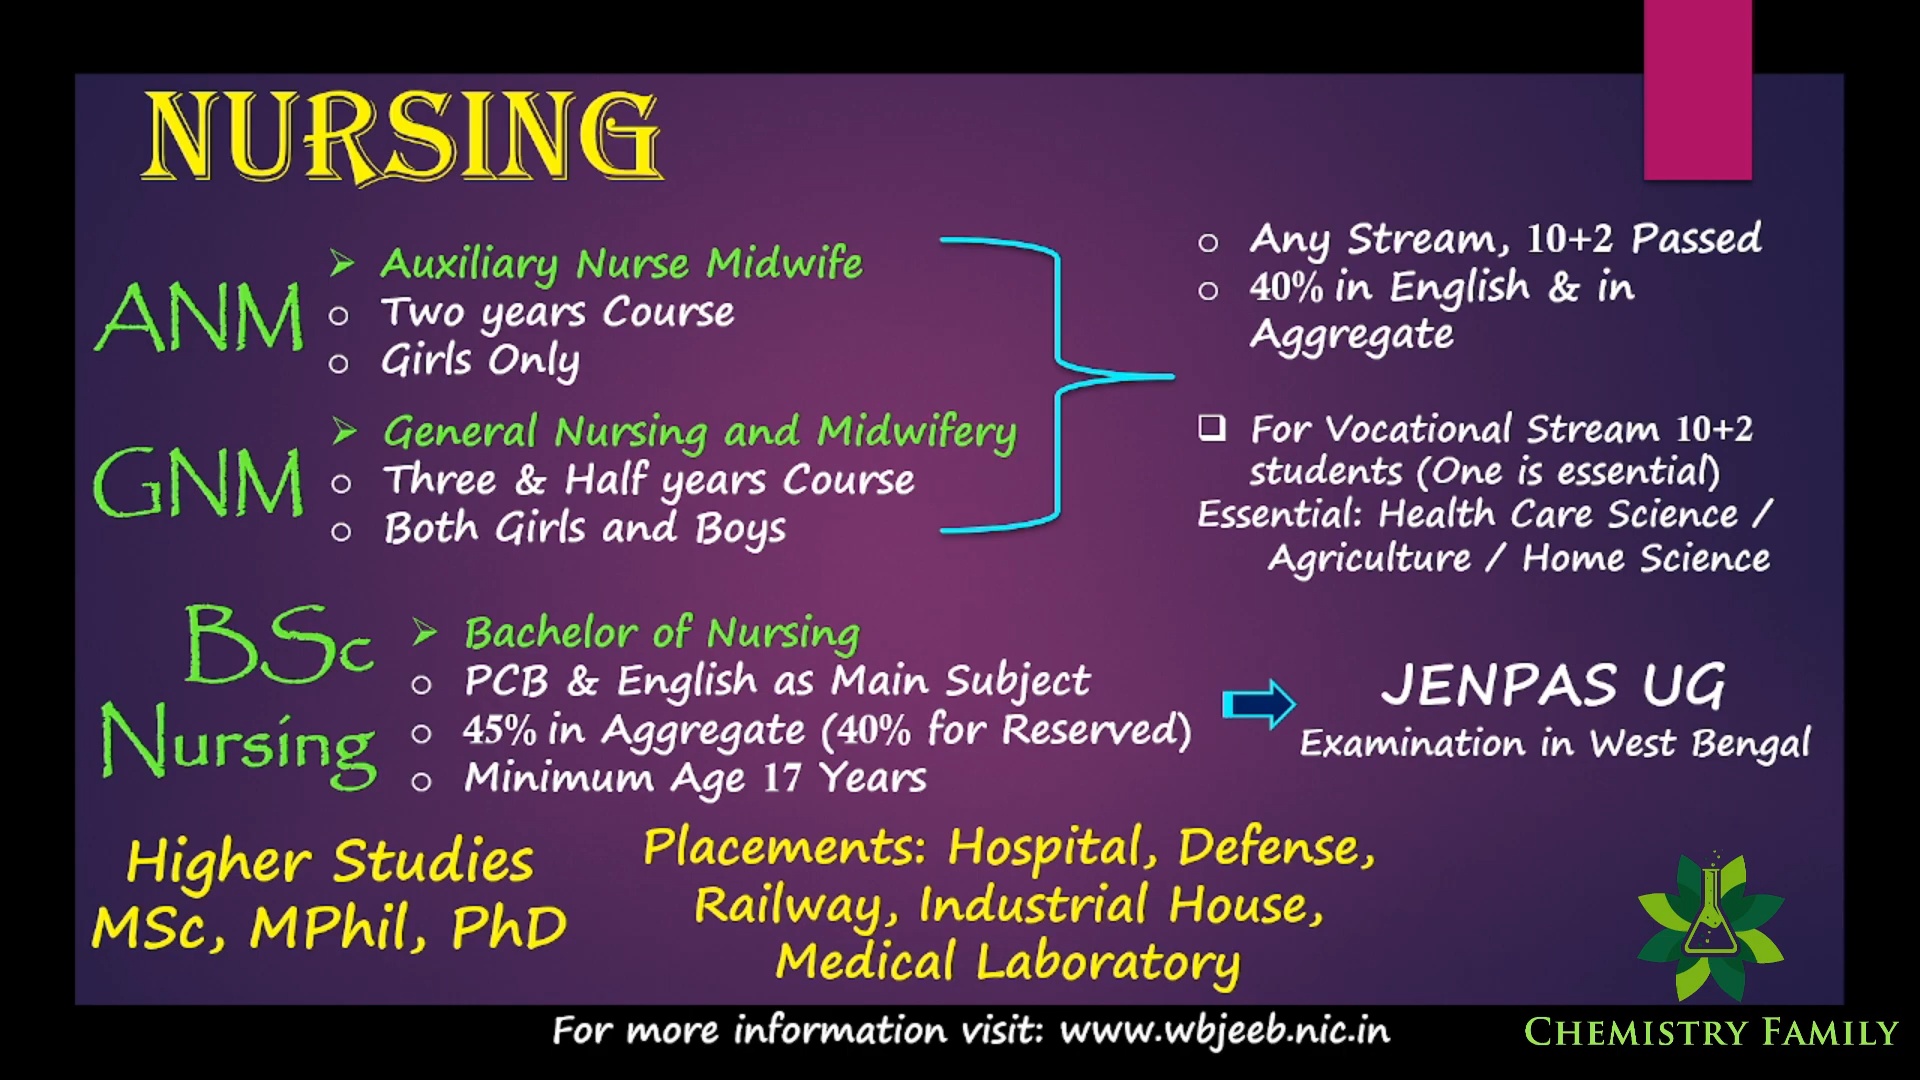 NURSING
ANM
Auxiliary Nurse Midwife
Two years Course
Girls Only
GNM
General Nursing and Midwifery
Three & Half years Course
Both Girls and Boys
Any Stream, 10+2 Passed
40% in English & in
Aggregate
For Vocational Stream 10+2
students (One is essential)
Essential: Health Care Science /
Agriculture / Home Science
BSc
Nursing
Bachelor of Nursing
PCB & English as Main Subject
45% in Aggregate (40% for Reserved)
Minimum Age 17 Years
JENPAS UG
Examination in West Bengal
Higher Studies
MSc, MPhil, PhD
Placements: Hospital, Defense,
Railway, Industrial House,
Medical Laboratory
For more information visit: www.wbjeeb.nic.in
CHEMISTRY FAMILY